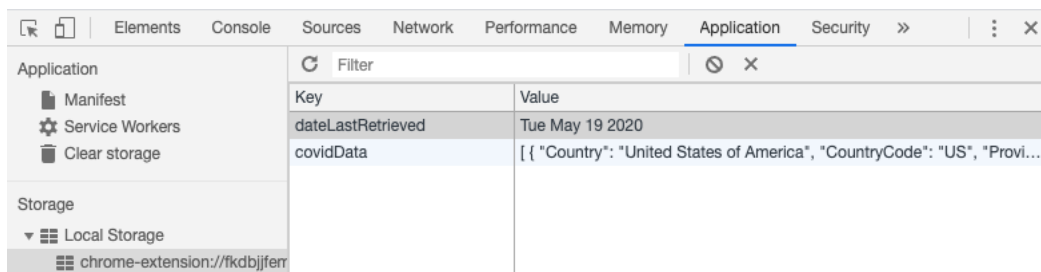 Elements Console Sources Network Performance Memory Application Security »
Application
Filter
Manifest
Key Value
Service Workers
dateLastRetrieved Tue May 19 2020
Clear storage
covidData [ { "Country": "United States of America", "CountryCode": "US", "Provi...
Storage
Local Storage
chrome-extension://fkdbjjfem